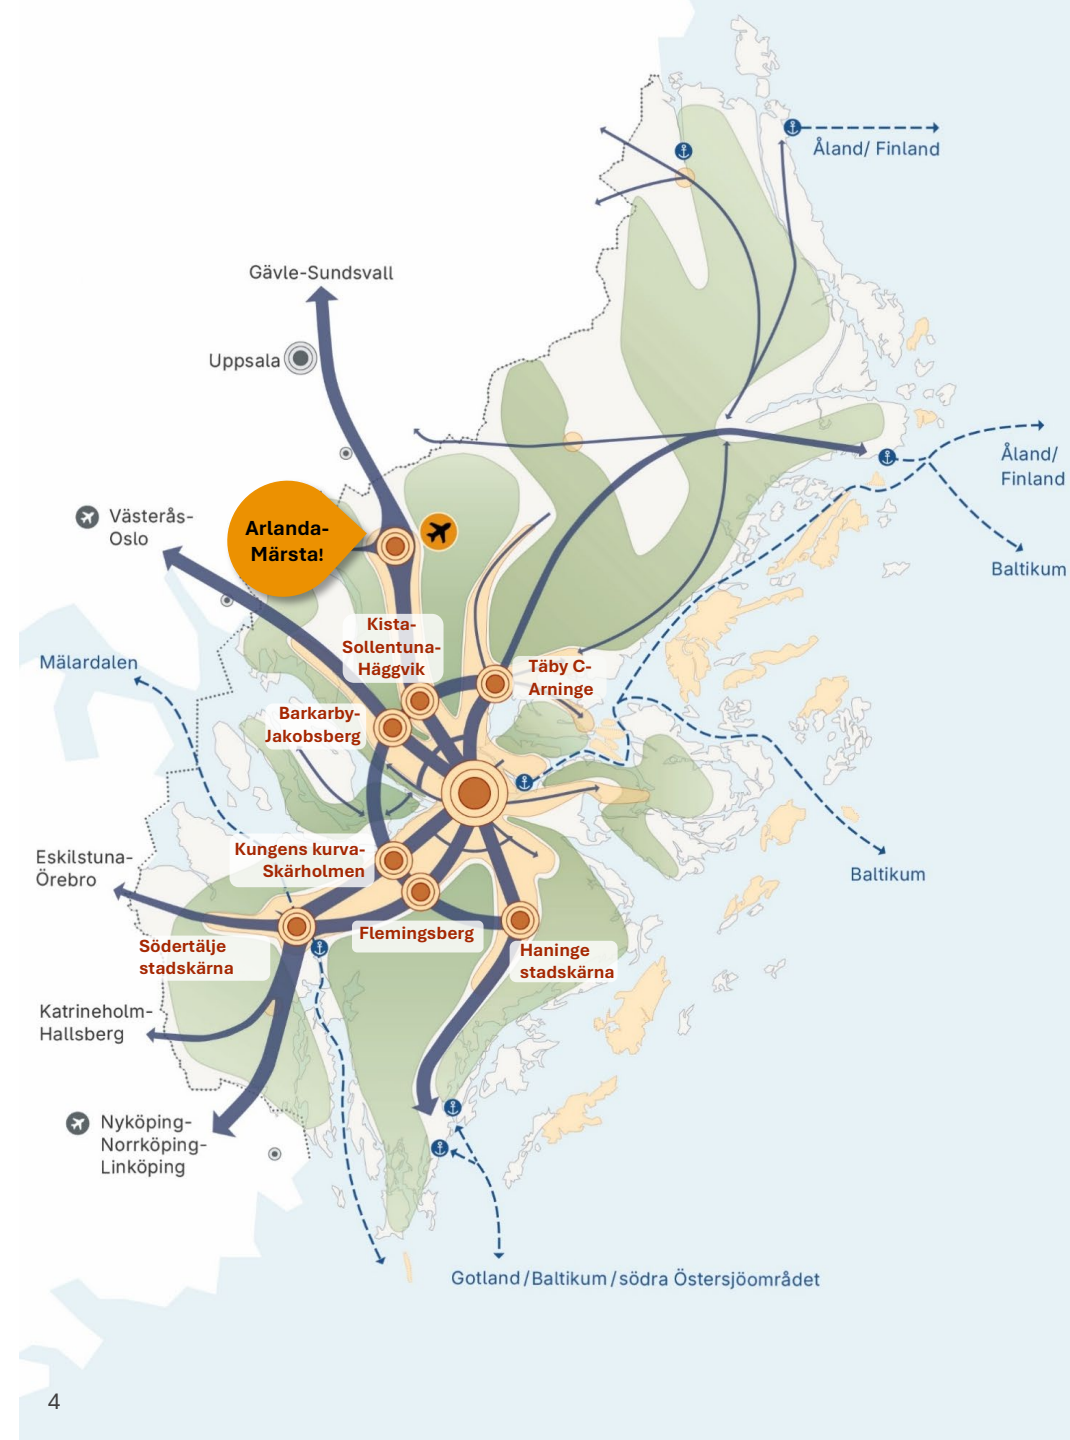 Åland/ Finland
Gävle-Sundsvall
Uppsala
Åland/
Finland
Västerås-
Oslo
Arlanda-
Märsta!
Baltikum
Kista-
Sollentuna-
Häggvik
Mälardalen
Täby C-
Arninge
Barkarby-
Jakobsberg
Kungens kurva-
Skärholmen
Eskilstuna-
Örebro
Baltikum
Flemingsberg
Södertälje
stadskärna
Haninge
stadskärna
Katrineholm-
Hallsberg
Nyköping-
Norrköping-
Linköping
Gotland/Baltikum/södra Östersjöområdet
4